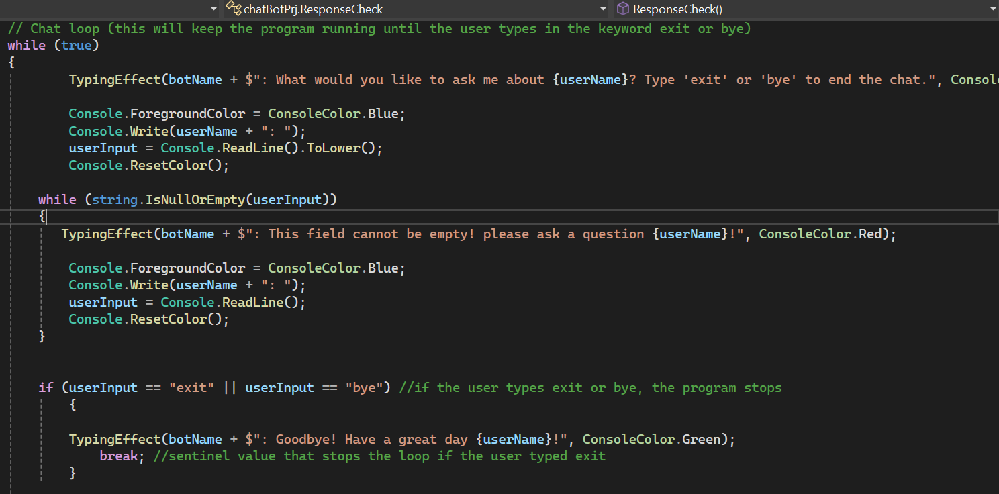 chatBotPrj.ResponseCheck ResponseCheck()
// Chat loop (this will keep the program running until the user types in the keyword exit or bye)
while (true)
{
TypingEffect(botName + $": What would you like to ask me about {userName}? Type 'exit' or 'bye' to end the chat.", Consol
Console.ForegroundColor = ConsoleColor.Blue;
Console.Write(userName + ": ");
userInput = Console.ReadLine().ToLower();
Console.ResetColor();
while (string.IsNullOrEmpty(userInput))
{
TypingEffect(botName + $": This field cannot be empty! please ask a question {userName}!", ConsoleColor.Red);
Console.ForegroundColor = ConsoleColor.Blue;
Console.Write(userName + ": ");
userInput = Console.ReadLine();
Console.ResetColor();
}
if (userInput == "exit" || userInput == "bye") //if the user types exit or bye, the program stops
{
TypingEffect(botName + $": Goodbye! Have a great day {userName}!", ConsoleColor.Green);
break; //sentinel value that stops the loop if the user typed exit
}